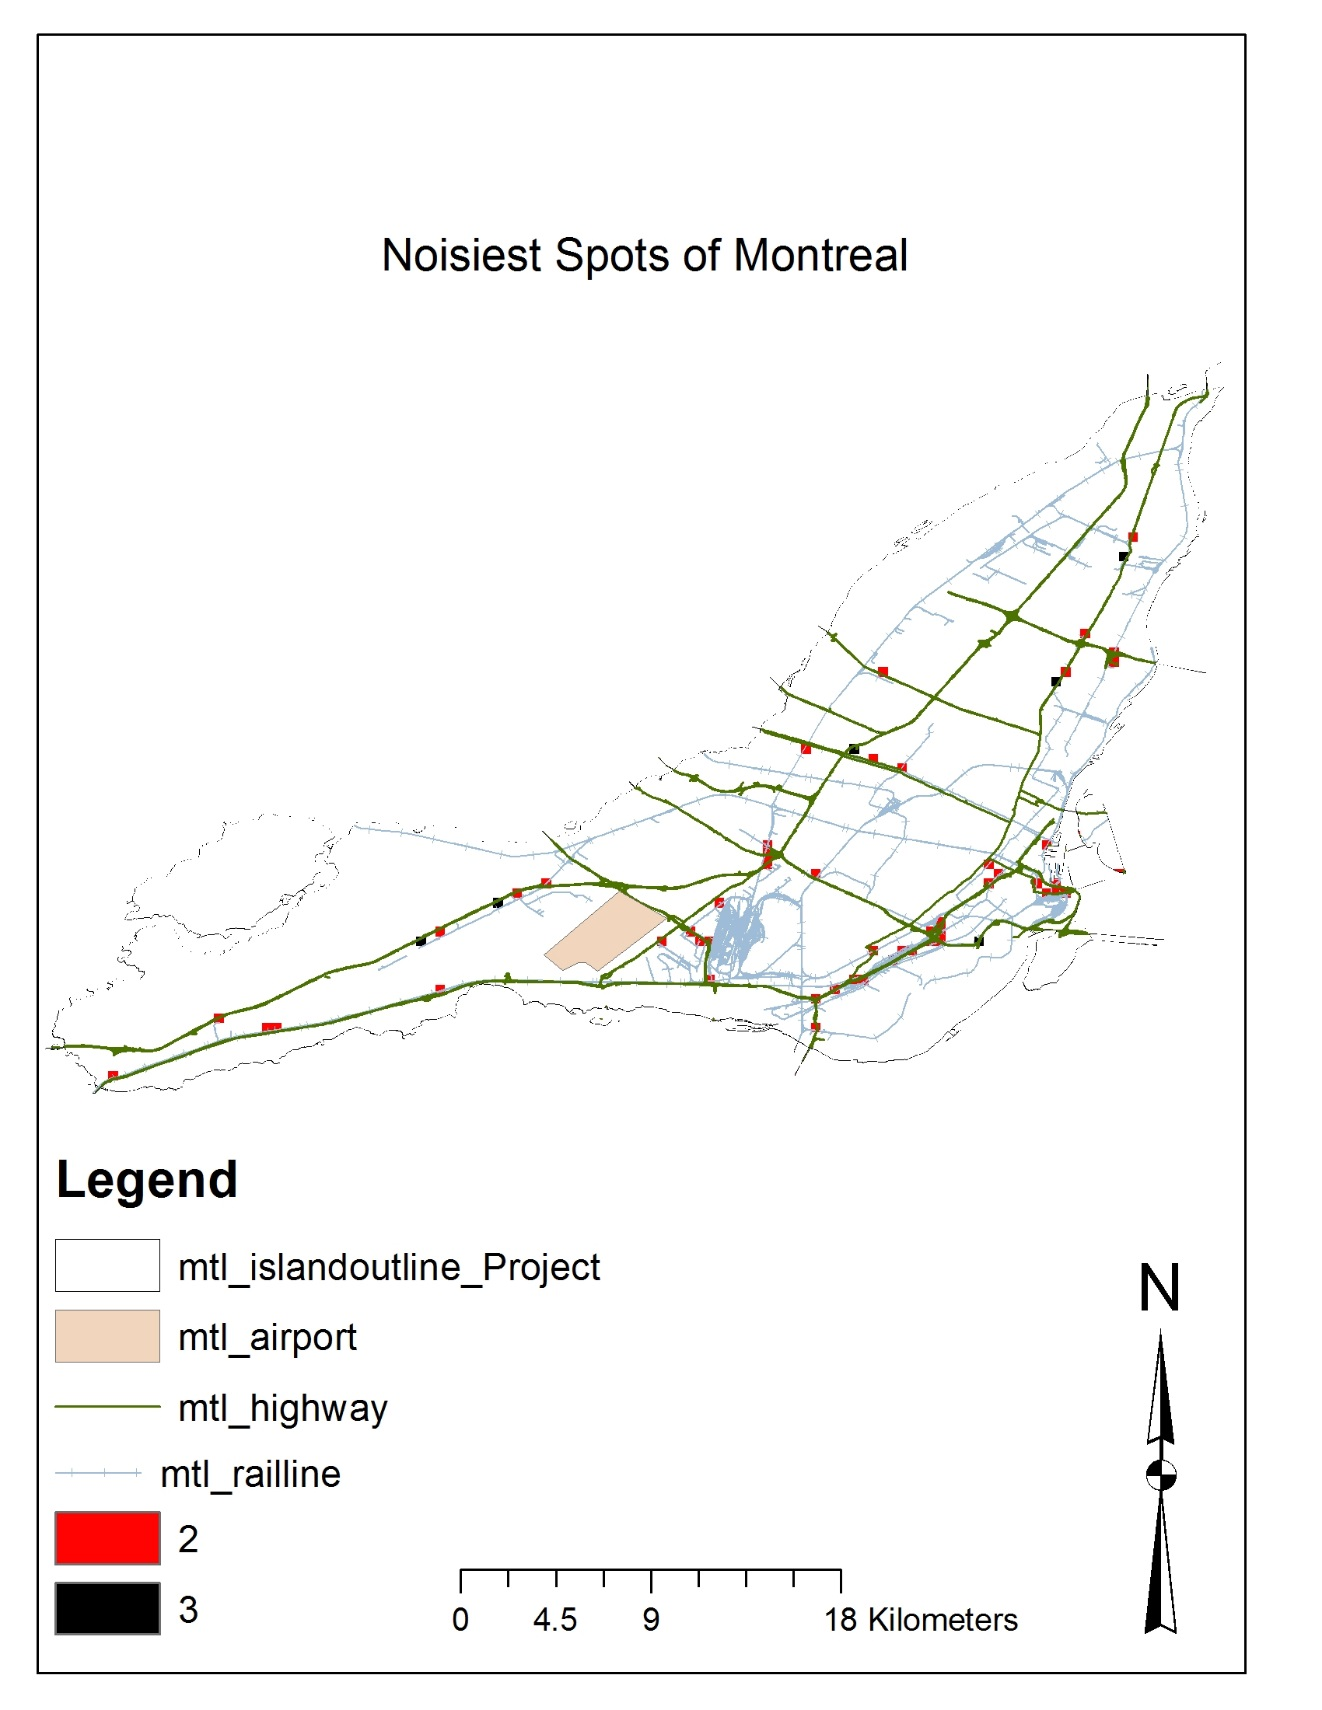 Noisiest Spots of Montreal
Legend
mtl_islandoutline_Project
mtl_airport
mtl_highway
mtl_railline
2
3
N
0 4.5 9 18 Kilometers